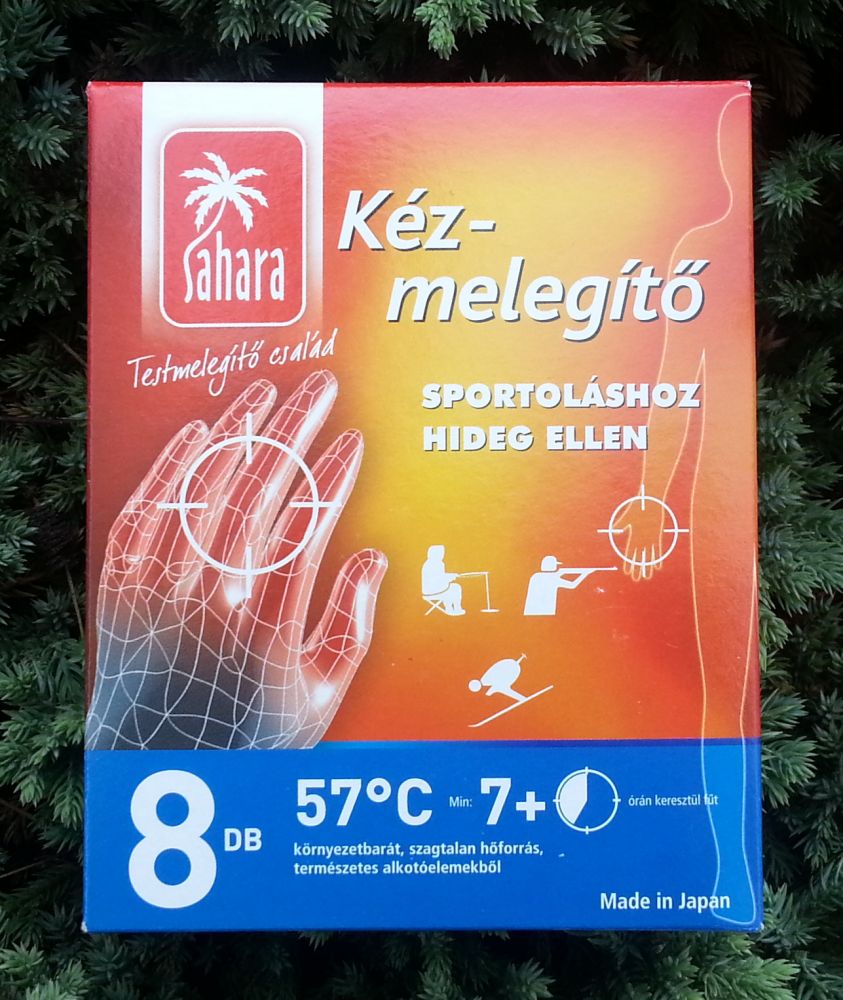 Sahara
Kéz-
melegítő
Testmelegítő család
SPORTOLÁSHOZ
HIDEG ELLEN
8 DB
57°C Min: 7+ órán keresztül fűt
környezetbarát, szagtalan hőforrás,
természetes alkotóelemekből
Made in Japan